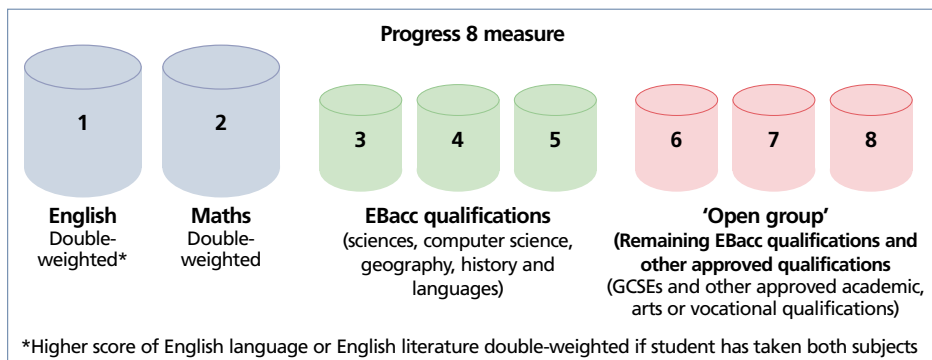 Progress 8 measure
1
2
3
4
5
6
7
8
English
Double-
weighted*
Maths
Double-
weighted
EBacc qualifications
(sciences, computer science,
geography, history and
languages)
'Open group'
(Remaining EBacc qualifications and
other approved qualifications
(GCSEs and other approved academic,
arts or vocational qualifications)
*Higher score of English language or English literature double-weighted if student has taken both subjects